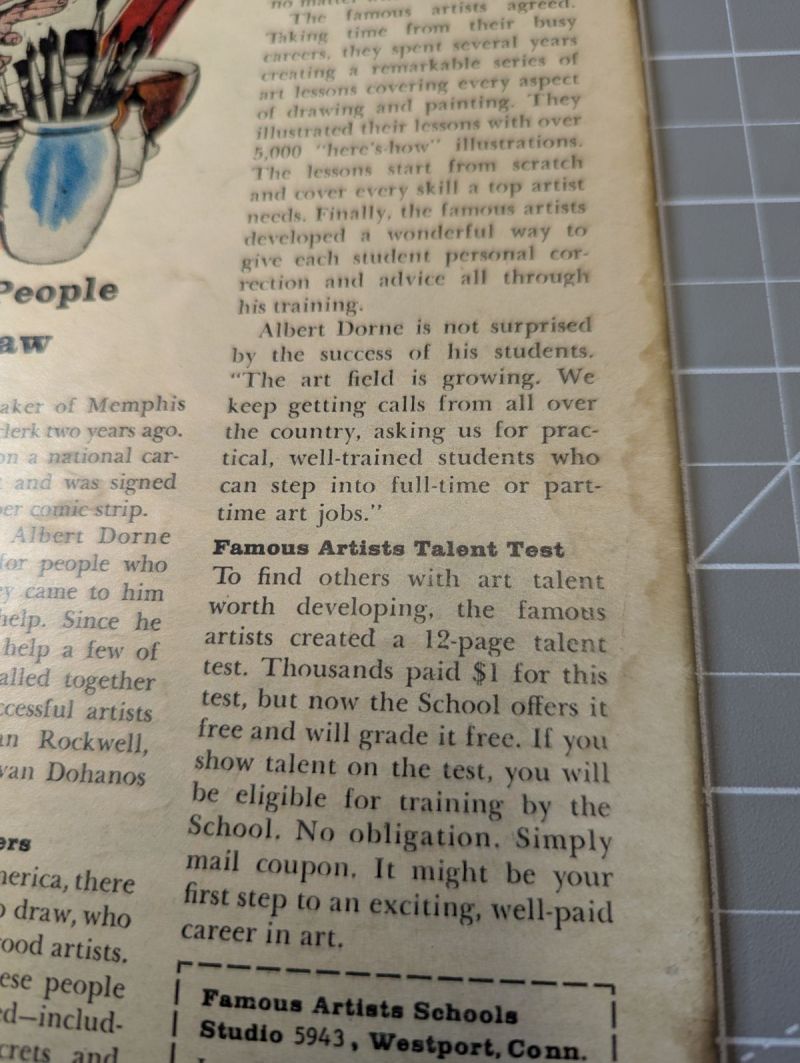 People
aw
aker of Memphis
lerk two years ago.
on a national car-
and was signed
er comic strip.
Albert Dorne
for people who
y came to him
help. Since he
help a few of
alled together
ccessful artists
an Rockwell,
van Dohanos
ers
merica, there
o draw, who
ood artists.
ese people
ed—includ-
crets and
no matter
The famous artists agreed.
Taking time from their busy
careers, they spent several years
creating a remarkable series of
art lessons covering every aspect
of drawing and painting. They
illustrated their lessons with over
5,000 "here's-how" illustrations.
The lessons start from scratch
and cover every skill a top artist
needs. Finally, the famous artists
developed a wonderful way to
give each student personal cor-
rection and advice all through
his training.
Albert Dorne is not surprised
by the success of his students.
"The art field is growing. We
keep getting calls from all over
the country, asking us for prac-
tical, well-trained students who
can step into full-time or part-
time art jobs."
Famous Artists Talent Test
To find others with art talent
worth developing, the famous
artists created a 12-page talent
test. Thousands paid $1 for this
test, but now the School offers it
free and will grade it free. If you
show talent on the test, you will
be eligible for training by the
School. No obligation. Simply
mail coupon. It might be your
first step to an exciting, well-paid
career in art.
Famous Artists Schools
Studio 5943, Westport, Conn.